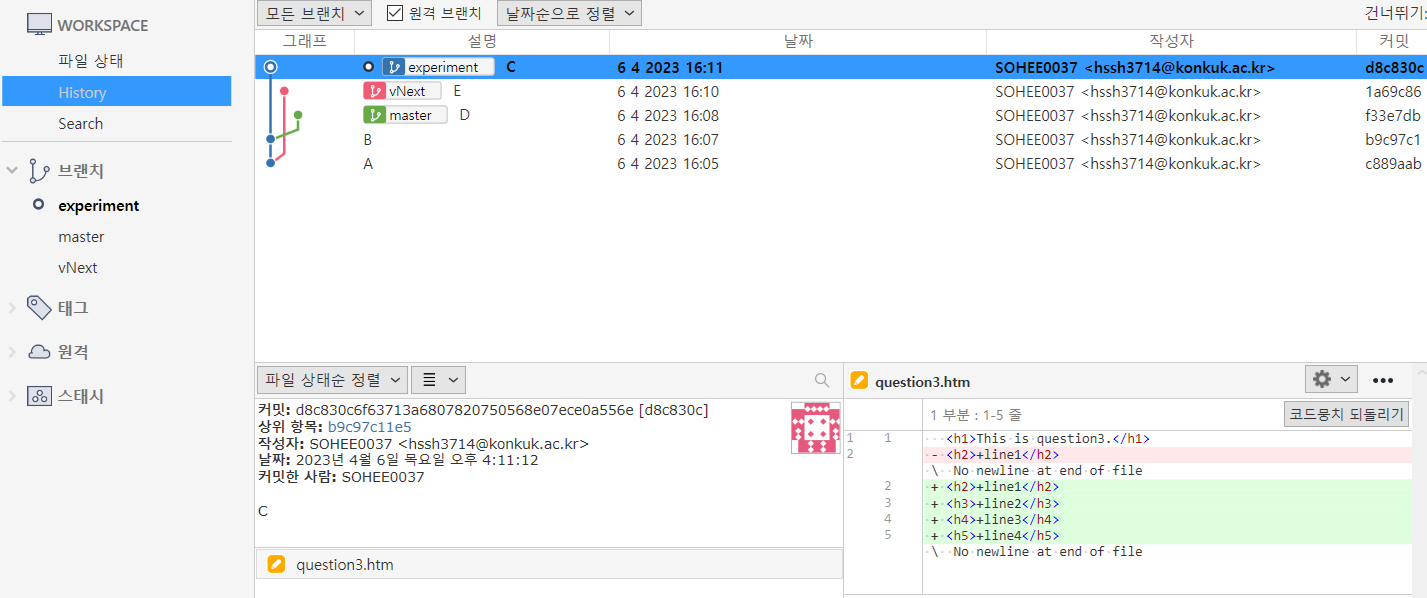 WORKSPACE
파일 상태
History
Search
브랜치
experiment
master
vNext
태그
원격
스태시
모든 브랜치 원격 브랜치 날짜순으로 정렬 건너뛰기:
그래프 설명 날짜 작성자 커밋
experiment C 6 4 2023 16:11 SOHEE0037 <hssh3714@konkuk.ac.kr> d8c830c
vNext E 6 4 2023 16:10 SOHEE0037 <hssh3714@konkuk.ac.kr> 1a69c86
master D 6 4 2023 16:08 SOHEE0037 <hssh3714@konkuk.ac.kr> f33e7db
B 6 4 2023 16:07 SOHEE0037 <hssh3714@konkuk.ac.kr> b9c97c1
A 6 4 2023 16:05 SOHEE0037 <hssh3714@konkuk.ac.kr> c889aab
파일 상태순 정렬
커밋: d8c830c6f63713a6807820750568e07ece0a556e [d8c830c]
상위 항목: b9c97c11e5
작성자: SOHEE0037 <hssh3714@konkuk.ac.kr>
날짜: 2023년 4월 6일 목요일 오후 4:11:12
커밋한 사람: SOHEE0037
C
question3.htm
question3.htm
1 부분 : 1-5 줄 코드뭉치 되돌리기
1 1 <h1>This is question3.</h1>
2 - <h2>+line1</h2>
\ No newline at end of file
2 + <h2>+line1</h2>
3 + <h3>+line2</h3>
4 + <h4>+line3</h4>
5 + <h5>+line4</h5>
\ No newline at end of file